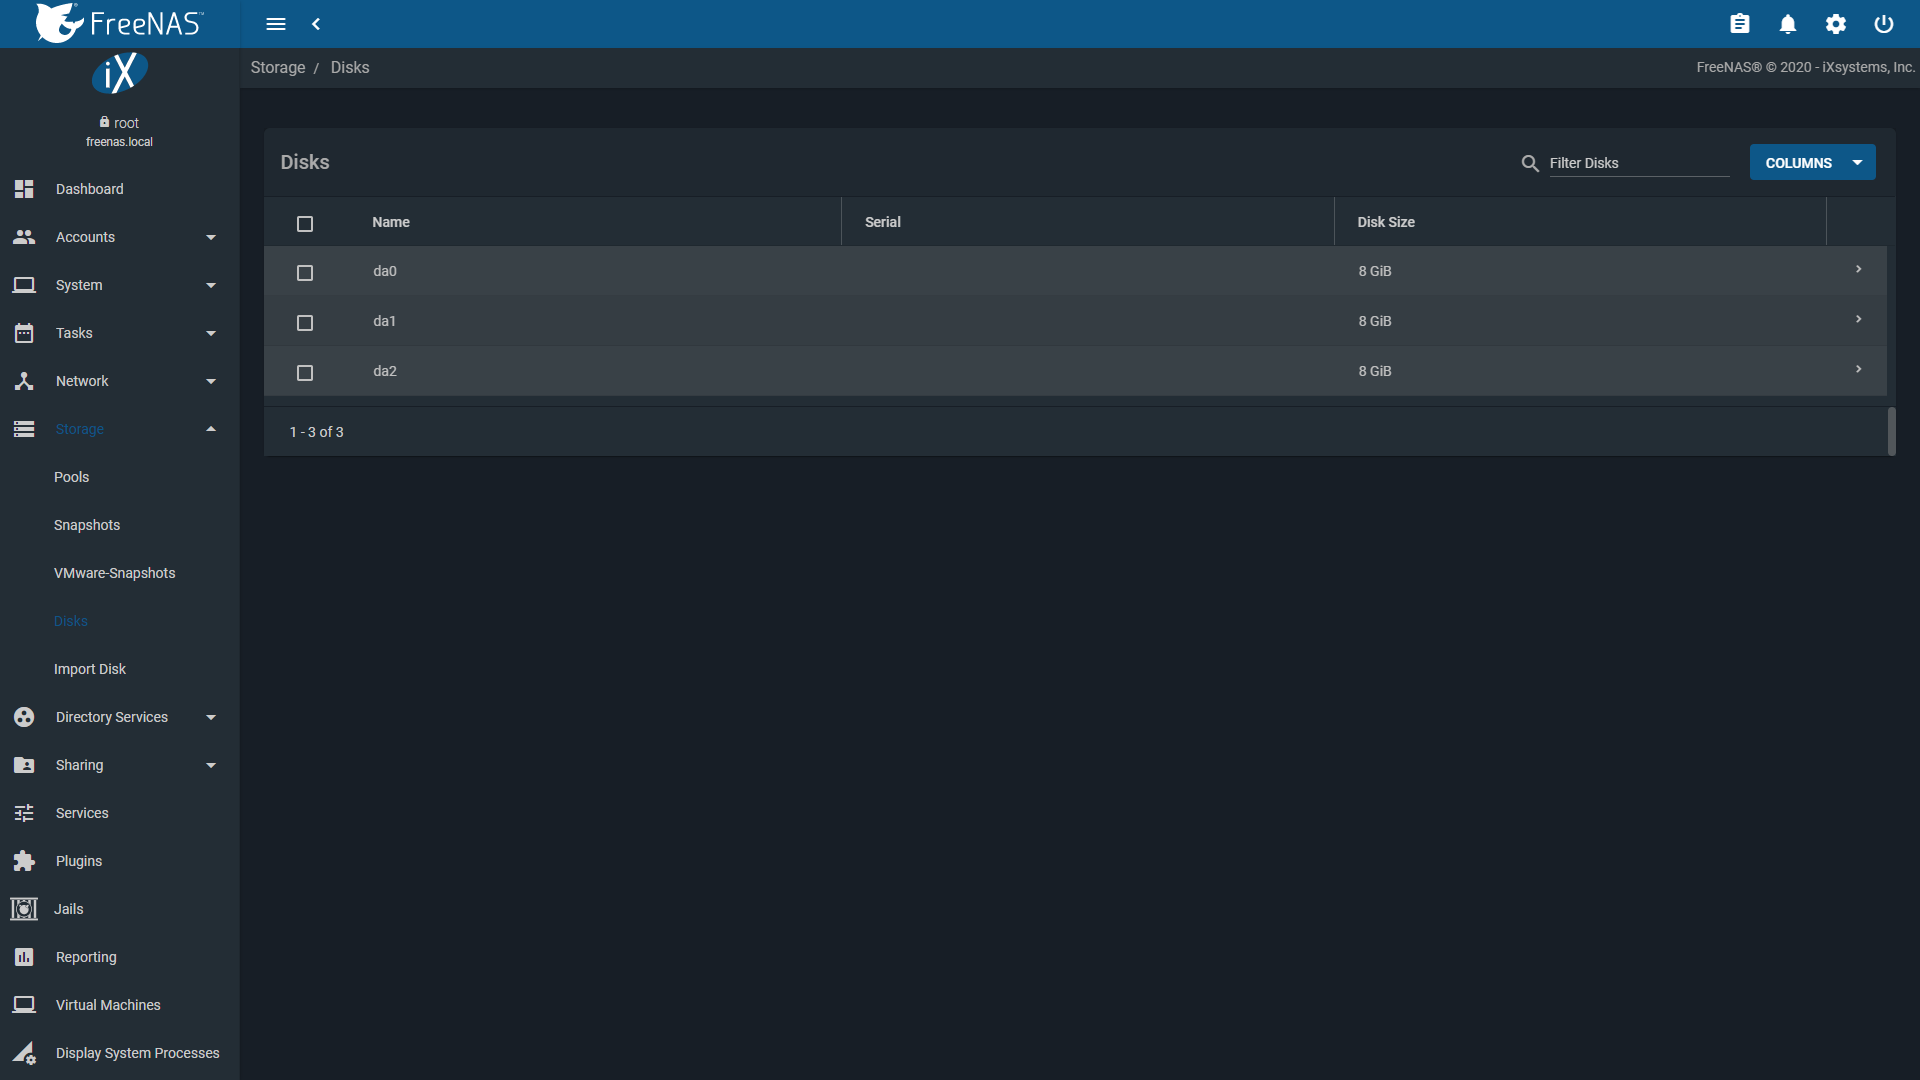 FreeNAS™
Storage / Disks
FreeNAS® © 2020 - iXsystems, Inc.
iX
root
freenas.local
Dashboard
Accounts
System
Tasks
Network
Storage
Pools
Snapshots
VMware-Snapshots
Disks
Import Disk
Directory Services
Sharing
Services
Plugins
Jails
Reporting
Virtual Machines
Display System Processes
Disks
Filter Disks
COLUMNS
Name Serial Disk Size
da0 8 GiB
da1 8 GiB
da2 8 GiB
1 - 3 of 3